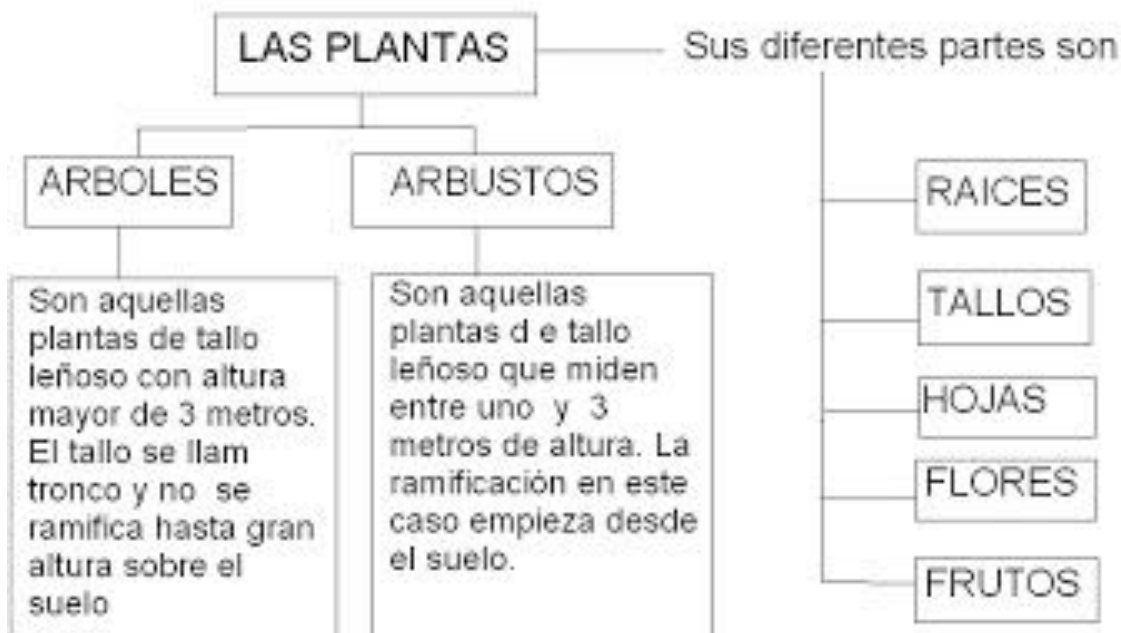 LAS PLANTAS
Sus diferentes partes son
ARBOLES
ARBUSTOS
Son aquellas
plantas de tallo
leñoso con altura
mayor de 3 metros.
El tallo se llam
tronco y no se
ramifica hasta gran
altura sobre el
suelo
Son aquellas
plantas d e tallo
leñoso que miden
entre uno y 3
metros de altura. La
ramificación en este
caso empieza desde
el suelo.
RAICES
TALLOS
HOJAS
FLORES
FRUTOS